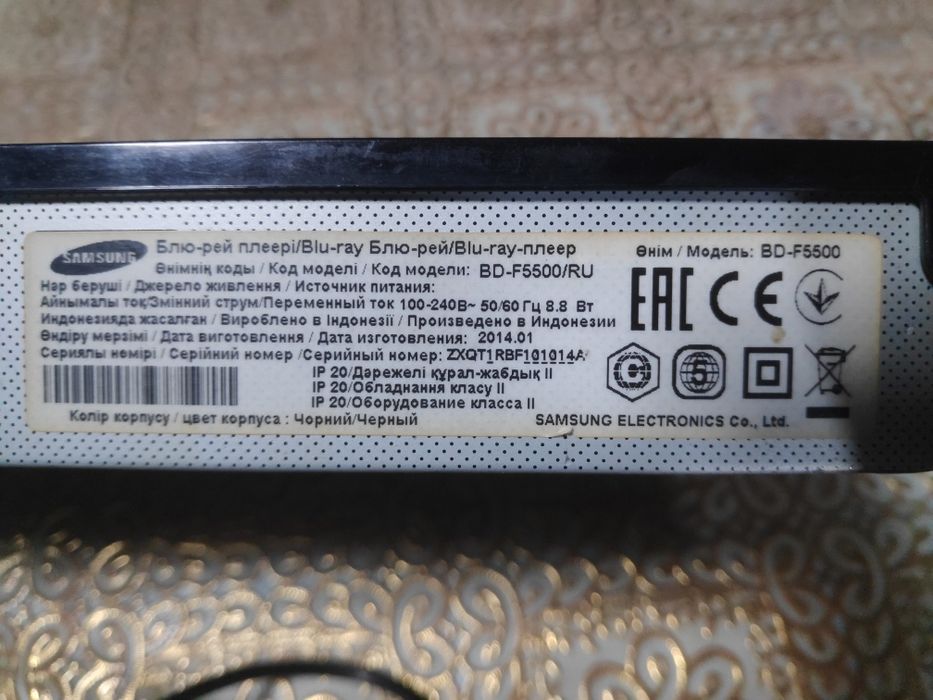 SAMSUNG
Блю-рей плеері/Blu-ray Блю-рей/Blu-ray-плеер
Өнім / Модель: BD-F5500
Өнімнің коды / Код моделі / Код модели: BD-F5500/RU
Нәр беруші / Джерело живлення / Источник питания:
Айнымалы ток/Змінний струм/Переменный ток 100-240В~ 50/60 Гц 8.8 Вт
Индонезияда жасалған / Вироблено в Індонезії / Произведено в Индонезии
Өндіру мерзімі / Дата виготовлення / Дата изготовления: 2014.01
Сериялы нөмірі / Серійний номер /Серийный номер: ZXQT1RBF101014A
IP 20/Дәрежелі құрал-жабдық II
IP 20/Обладнання класу II
IP 20/Оборудование класса II
Колір корпусу / цвет корпуса : Чорний/Черный
SAMSUNG ELECTRONICS Co., Ltd.
EAC CE
5